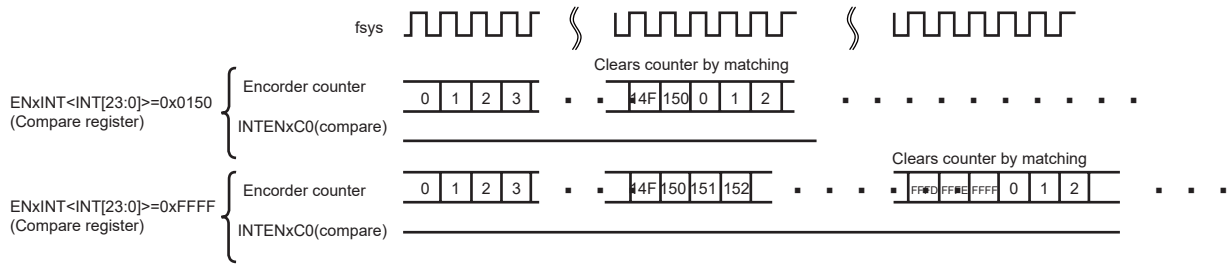 fsys
Clears counter by matching
Encorder counter
0 1 2 3 14F 150 0 1 2
ENxINT<INT[23:0]>=0x0150
(Compare register)
INTENxC0(compare)
Clears counter by matching
Encorder counter
0 1 2 3 14F 150 151 152 FFFD FFFE FFFF 0 1 2
ENxINT<INT[23:0]>=0xFFFF
(Compare register)
INTENxC0(compare)